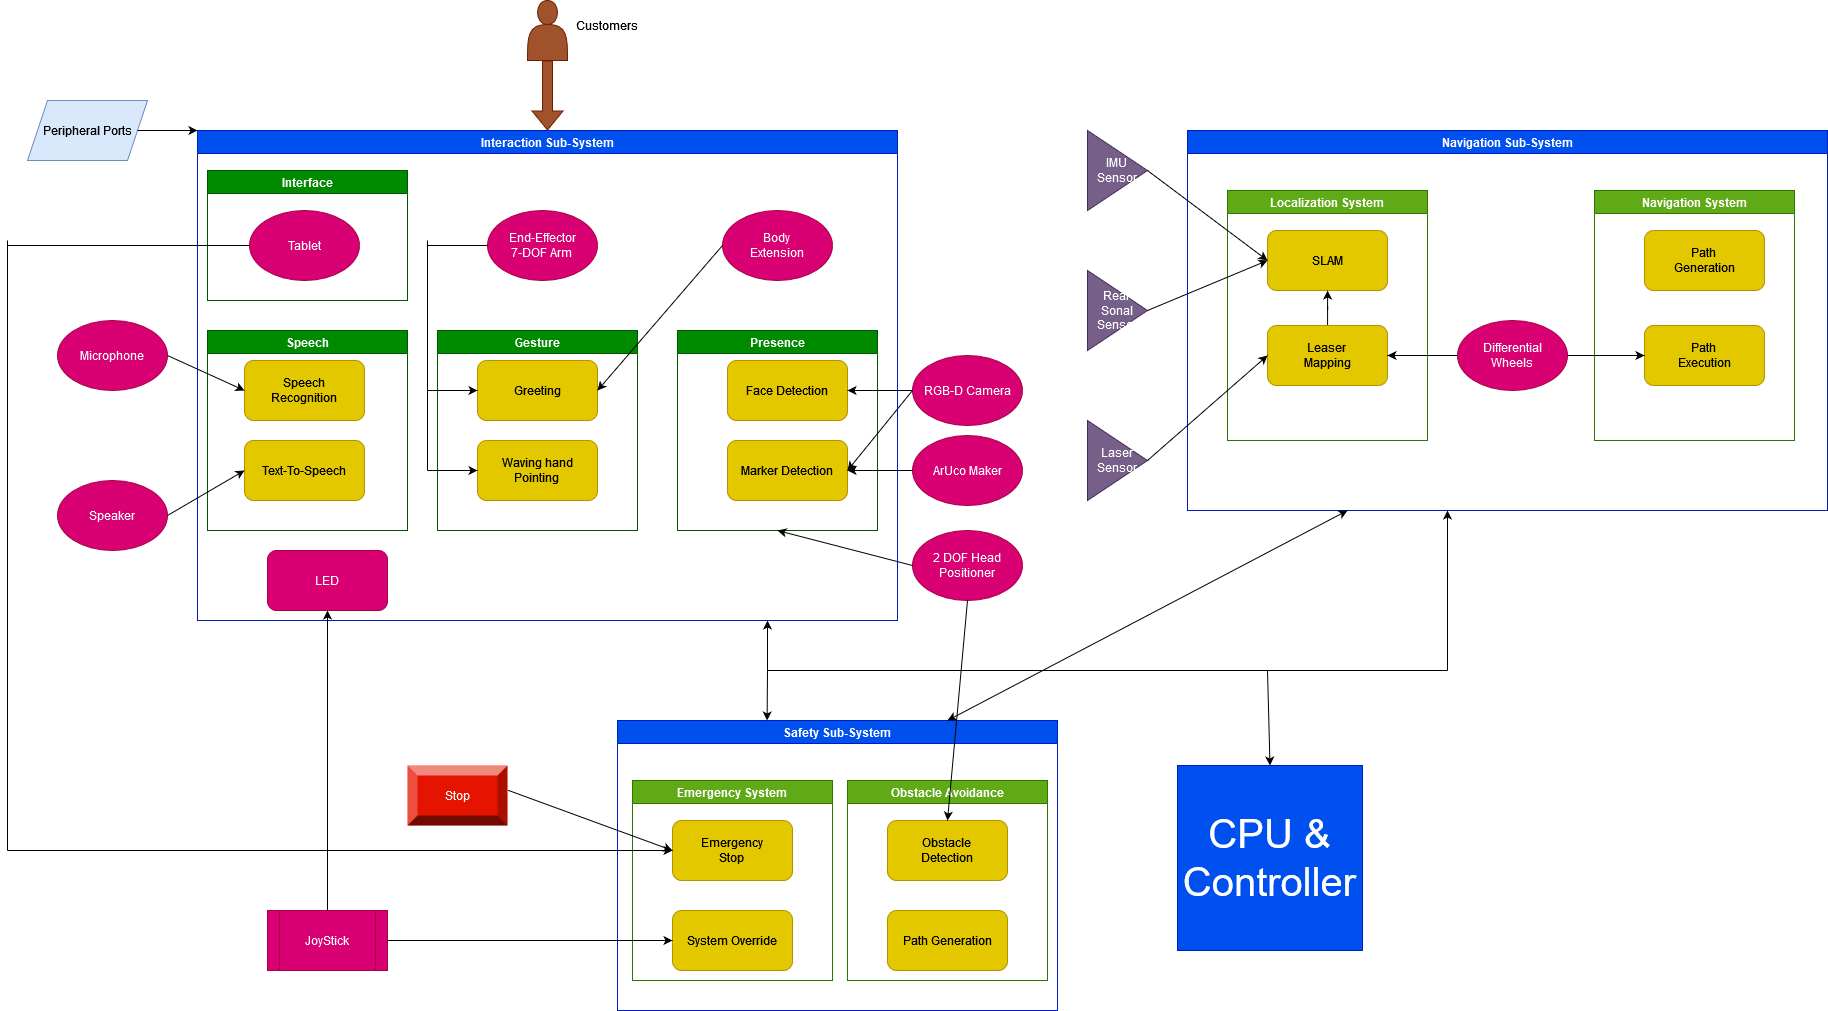 Customers
Peripheral Ports
Interaction Sub-System
Interface
Tablet
End-Effector
7-DOF Arm
Body
Extension
Microphone
Speaker
Speech
Speech
Recognition
Text-To-Speech
Gesture
Greeting
Waving hand
Pointing
Presence
Face Detection
Marker Detection
RGB-D Camera
ArUco Maker
2 DOF Head
Positioner
LED
IMU
Sensor
Rear
Sonal
Sensor
Laser
Sensor
Navigation Sub-System
Localization System
SLAM
Leaser
Mapping
Differential
Wheels
Navigation System
Path
Generation
Path
Execution
Safety Sub-System
Stop
JoyStick
Emergency System
Emergency
Stop
System Override
Obstacle Avoidance
Obstacle
Detection
Path Generation
CPU &
Controller